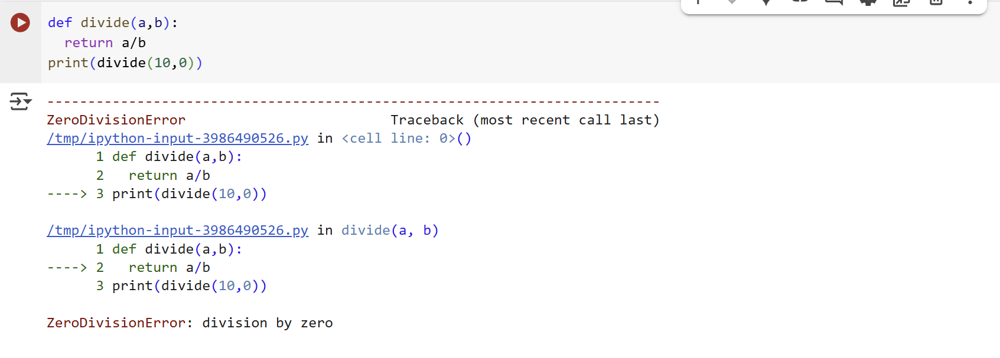 def divide(a,b):
  return a/b
print(divide(10,0))
---------------------------------------------------------------------------
ZeroDivisionError                         Traceback (most recent call last)
/tmp/ipython-input-3986490526.py in <cell line: 0>()
      1 def divide(a,b):
      2   return a/b
----> 3 print(divide(10,0))
/tmp/ipython-input-3986490526.py in divide(a, b)
      1 def divide(a,b):
----> 2   return a/b
      3 print(divide(10,0))
ZeroDivisionError: division by zero